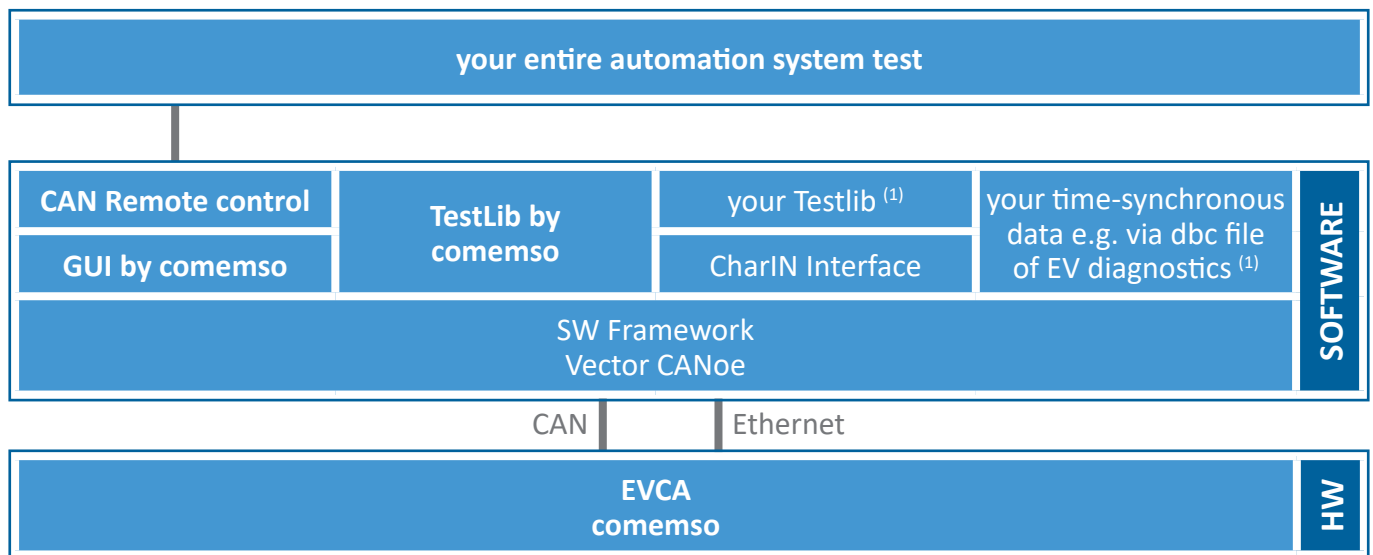 your entire automation system test
CAN Remote control
GUI by comemso
TestLib by
comemso
your Testlib (1)
CharIN Interface
your time-synchronous
data e.g. via dbc file
of EV diagnostics (1)
SW Framework
Vector CANoe
SOFTWARE
CAN
Ethernet
EVCA
comemso
HW